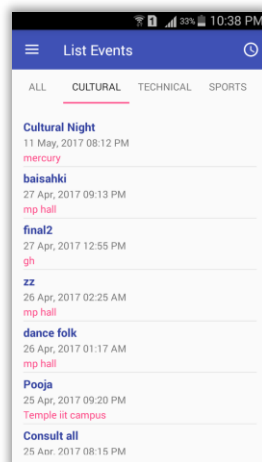 33% 10:38 PM
List Events
ALL CULTURAL TECHNICAL SPORTS
Cultural Night
11 May, 2017 08:12 PM
mercury
baisahki
27 Apr, 2017 09:13 PM
mp hall
final2
27 Apr, 2017 12:55 PM
gh
zz
26 Apr, 2017 02:25 AM
mp hall
dance folk
26 Apr, 2017 01:17 AM
mp hall
Pooja
25 Apr, 2017 09:20 PM
Temple iit campus
Consult all
25 Apr, 2017 08:15 PM